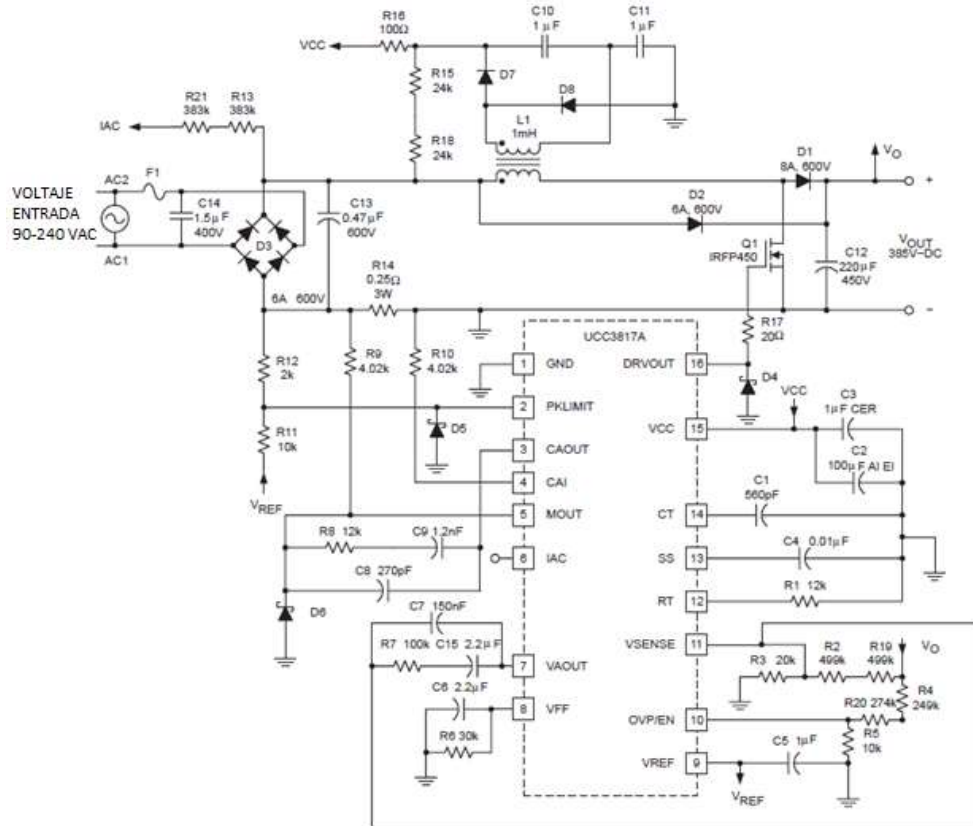 R16
100Ω
VCC
C10
1 µF
C11
1 µF
D7
D8
R15
24k
R21
383k
R13
383k
IAC
L1
1mH
R18
24k
D1
8A, 600V
VO
AC2
F1
VOLTAJE
ENTRADA
90-240 VAC
C14
1.5µF
400V
C13
0.47µF
600V
D2
6A, 600V
+
D3
Q1
IRFP450
VOUT
385V–DC
AC1
R14
0.25Ω
3W
C12
220µF
450V
6A 600V
–
R17
20Ω
UCC3817A
R12
2k
R9
4.02k
R10
4.02k
1
GND
DRVOUT
16
D4
VCC
C3
1µF CER
2
PKLIMIT
VCC
15
D5
R11
10k
C2
100µF AI EI
3
CAOUT
4
CAI
C1
560pF
VREF
5
MOUT
CT
14
R8 12k
C9 1.2nF
C4 0.01µF
6
IAC
SS
13
C8 270pF
R1 12k
RT
12
D6
C7 150nF
VSENSE
11
R7 100k
C15 2.2µF
7
VAOUT
R3 20k
R2
499k
R19
499k
VO
C6
2.2µF
8
VFF
R4
249k
R20 274k
OVP/EN
10
R6 30k
C5 1µF
R5
10k
VREF
9
VREF